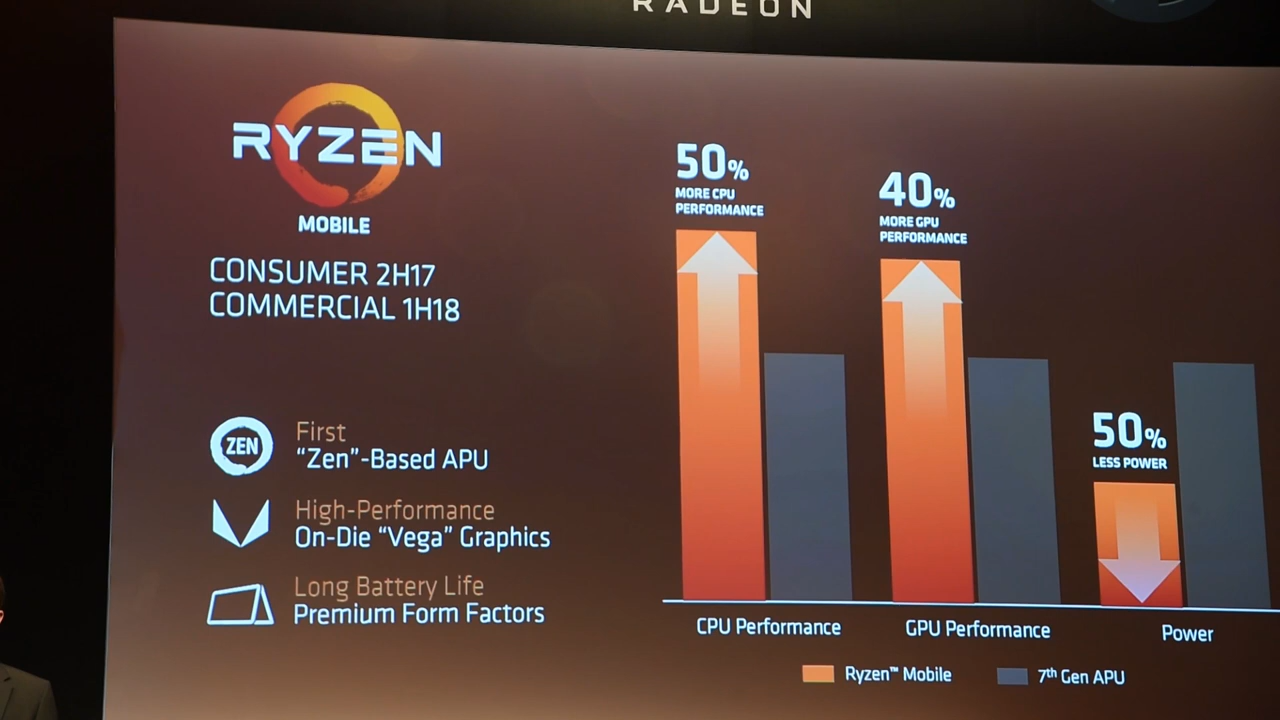 RADEON
RYZEN
MOBILE
CONSUMER 2H17
COMMERCIAL 1H18
ZEN
First
“Zen”-Based APU
High-Performance
On-Die “Vega” Graphics
Long Battery Life
Premium Form Factors
50%
MORE CPU
PERFORMANCE
40%
MORE GPU
PERFORMANCE
50%
LESS POWER
CPU Performance
GPU Performance
Power
Ryzen™ Mobile
7th Gen APU